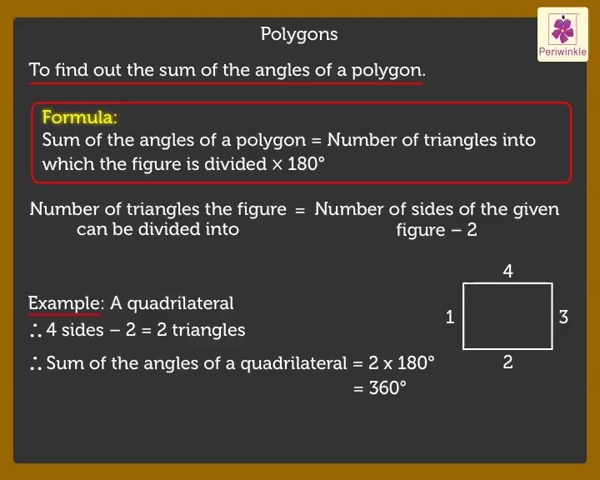 Polygons
Periwinkle
To find out the sum of the angles of a polygon.
Formula:
Sum of the angles of a polygon = Number of triangles into
which the figure is divided × 180°
Number of triangles the figure = Number of sides of the given
can be divided into figure – 2
4
Example: A quadrilateral
1
3
∴ 4 sides – 2 = 2 triangles
∴ Sum of the angles of a quadrilateral = 2 x 180°
2
= 360°